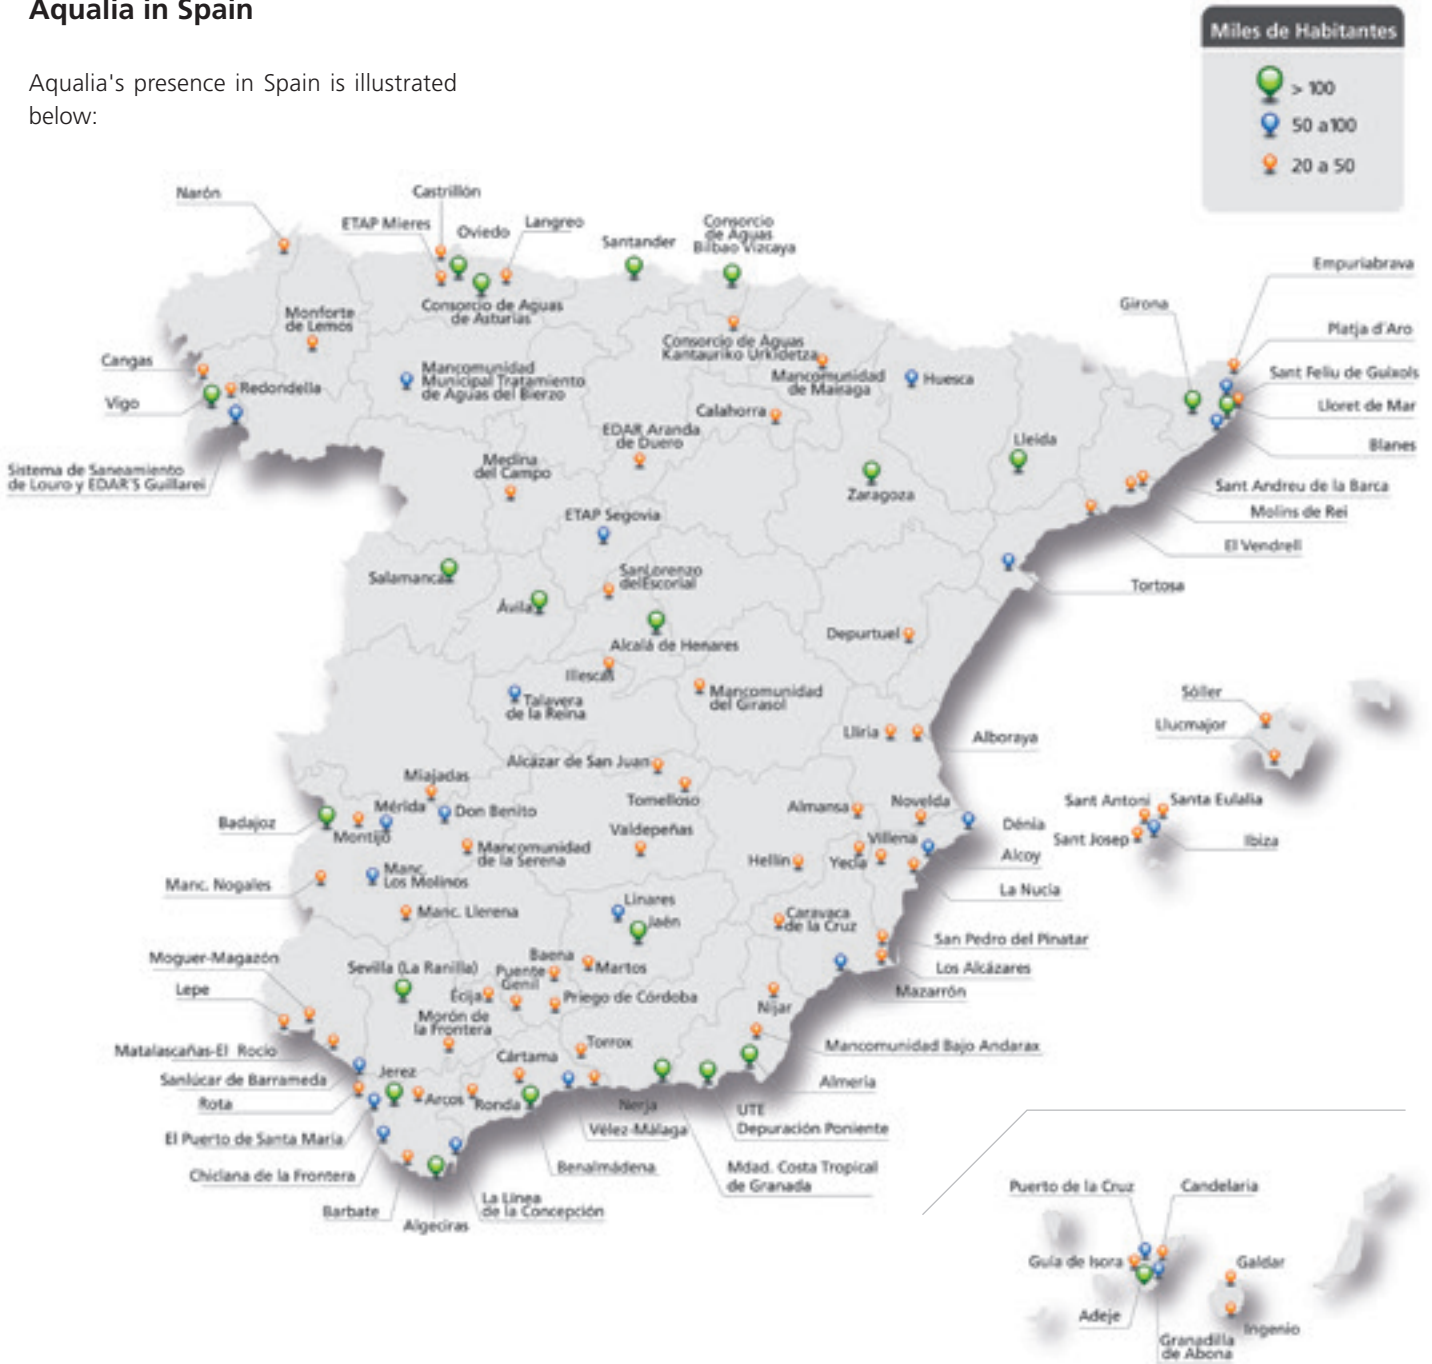 Aqualia in Spain
Aqualia's presence in Spain is illustrated
below:
Miles de Habitantes
> 100
50 a100
20 a 50
Narón
Castrillón
ETAP Mieres
Oviedo
Langreo
Santander
Consorcio
de Aguas
Bilbao Vizcaya
Empuriabrava
Girona
Platja d'Aro
Sant Feliu de Guíxols
Lloret de Mar
Blanes
Monforte
de Lemos
Consorcio de Aguas
de Asturias
Consorcio de Aguas
Kantauriko Urkidetza
Cangas
Redondella
Vigo
Mancomunidad
Municipal Tratamiento
de Aguas del Bierzo
Mancomunidad
de Mairaga
Huesca
Calahorra
EDAR Aranda
de Duero
Lleida
Sistema de Saneamiento
de Louro y EDAR'S Guillarei
Medina
del Campo
Zaragoza
Sant Andreu de la Barca
Molins de Rei
El Vendrell
Tortosa
ETAP Segovia
Salamanca
SanLorenzo
delEscorial
Ávila
Alcalá de Henares
Depurtuel
Illescas
Talavera
de la Reina
Mancomunidad
del Girasol
Sóller
Llucmajor
Llíria
Alboraya
Alcázar de San Juan
Miajadas
Tomelloso
Mérida
Don Benito
Almansa
Novelda
Sant Antoni
Santa Eulalia
Badajoz
Montijo
Valdepeñas
Villena
Dénia
Sant Josep
Ibiza
Mancomunidad
de la Serena
Hellín
Yecla
Alcoy
Manc. Nogales
Manc.
Los Molinos
La Nucía
Manc. Llerena
Linares
Jaén
Caravaca
de la Cruz
San Pedro del Pinatar
Moguer-Magazón
Sevilla (La Ranilla)
Baena
Puente
Genil
Martos
Los Alcázares
Lepe
Écija
Priego de Córdoba
Mazarrón
Níjar
Morón de
la Frontera
Matalascañas-El Rocío
Torrox
Mancomunidad Bajo Andarax
Cártama
Sanlúcar de Barrameda
Jerez
Almería
Rota
Arcos
Ronda
Nerja
UTE
Depuración Poniente
El Puerto de Santa María
Vélez-Málaga
Chiclana de la Frontera
Benalmádena
Mdad. Costa Tropical
de Granada
Barbate
La Línea
de la Concepción
Algeciras
Puerto de la Cruz
Candelaria
Guía de Isora
Galdar
Adeje
Ingenio
Granadilla
de Abona